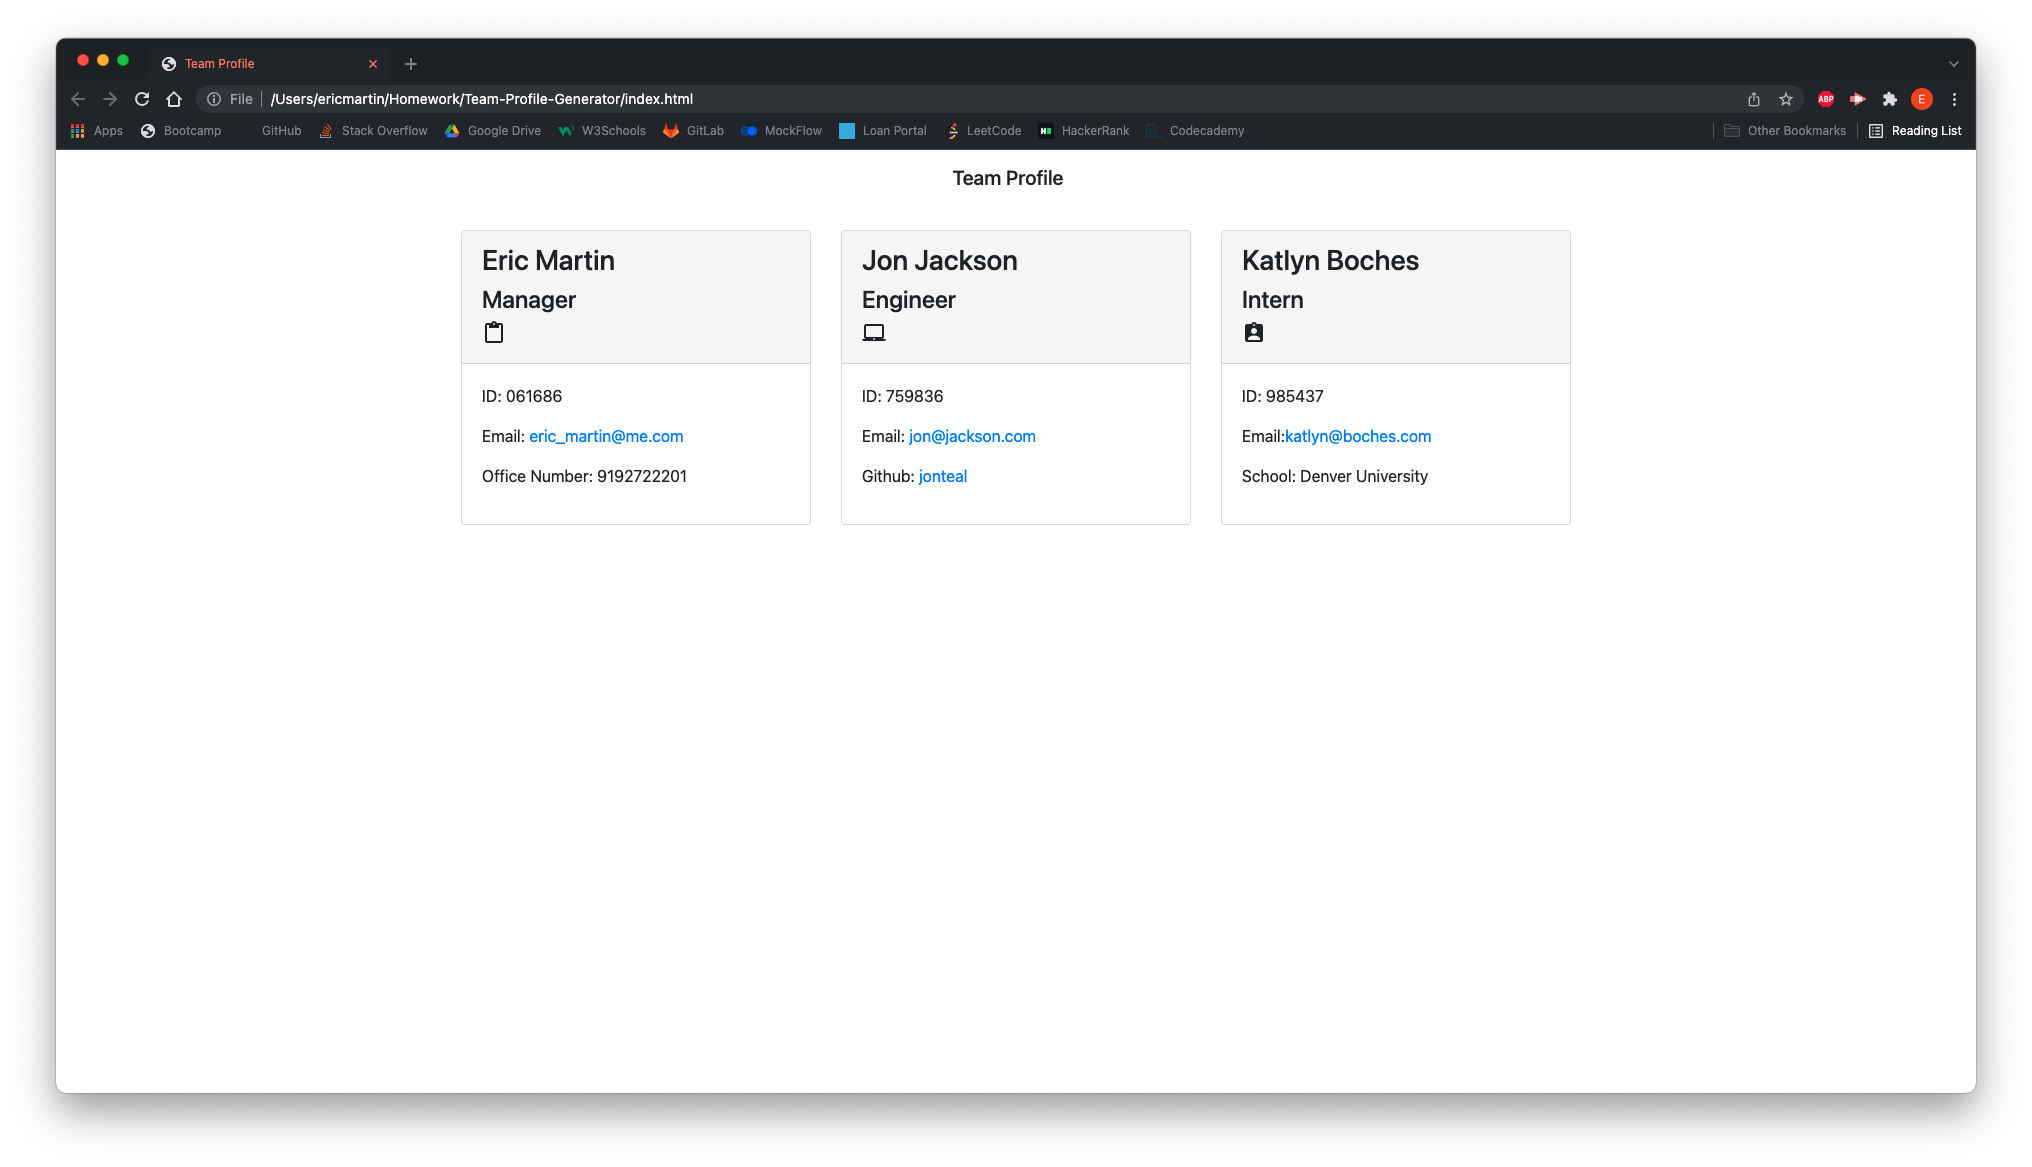 Team Profile
File /Users/ericmartin/Homework/Team-Profile-Generator/index.html ABP E
Apps Bootcamp GitHub Stack Overflow Google Drive W3Schools GitLab MockFlow Loan Portal LeetCode HackerRank Codecademy Other Bookmarks Reading List
Team Profile
Eric Martin
Manager
ID: 061686
Email: eric_martin@me.com
Office Number: 9192722201
Jon Jackson
Engineer
ID: 759836
Email: jon@jackson.com
Github: jonteal
Katlyn Boches
Intern
ID: 985437
Email:katlyn@boches.com
School: Denver University